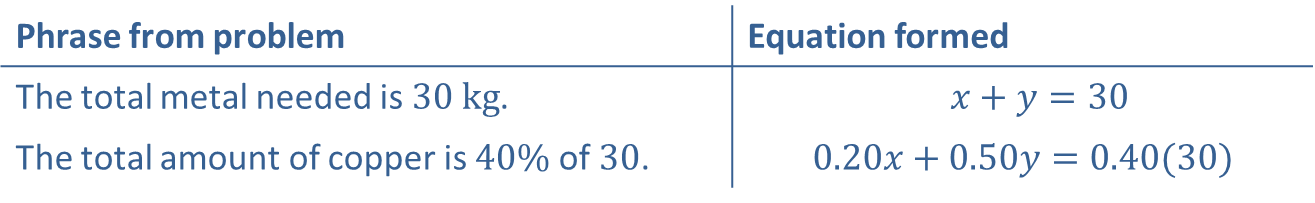 Phrase from problem Equation formed
The total metal needed is 30 kg. x + y = 30
The total amount of copper is 40% of 30. 0.20x + 0.50y = 0.40(30)